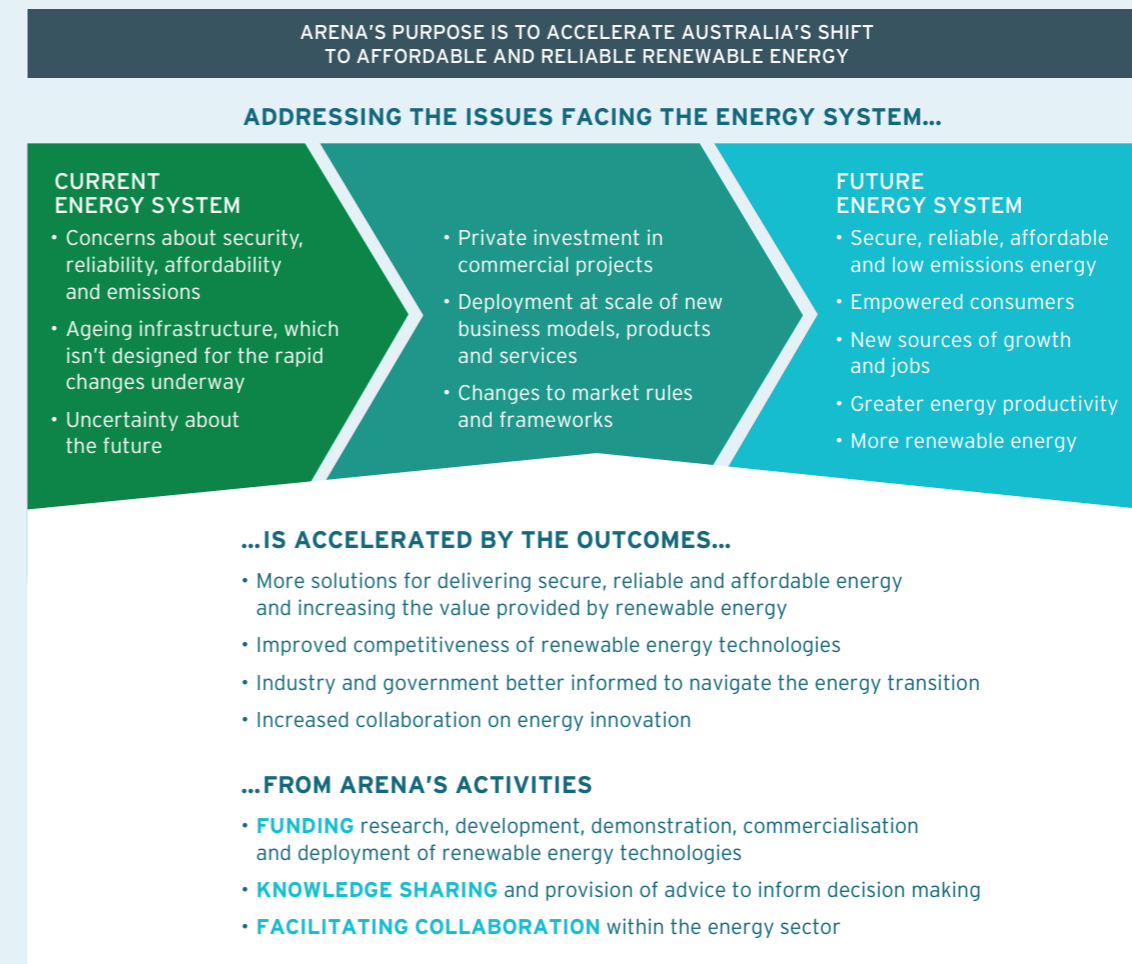 ARENA'S PURPOSE IS TO ACCELERATE AUSTRALIA'S SHIFT
TO AFFORDABLE AND RELIABLE RENEWABLE ENERGY
ADDRESSING THE ISSUES FACING THE ENERGY SYSTEM...
CURRENT
ENERGY SYSTEM
• Concerns about security,
reliability, affordability
and emissions
• Ageing infrastructure, which
isn't designed for the rapid
changes underway
• Uncertainty about
the future
• Private investment in
commercial projects
• Deployment at scale of new
business models, products
and services
• Changes to market rules
and frameworks
FUTURE
ENERGY SYSTEM
• Secure, reliable, affordable
and low emissions energy
• Empowered consumers
• New sources of growth
and jobs
• Greater energy productivity
• More renewable energy
...IS ACCELERATED BY THE OUTCOMES...
• More solutions for delivering secure, reliable and affordable energy
and increasing the value provided by renewable energy
• Improved competitiveness of renewable energy technologies
• Industry and government better informed to navigate the energy transition
• Increased collaboration on energy innovation
...FROM ARENA'S ACTIVITIES
• FUNDING research, development, demonstration, commercialisation
and deployment of renewable energy technologies
• KNOWLEDGE SHARING and provision of advice to inform decision making
• FACILITATING COLLABORATION within the energy sector